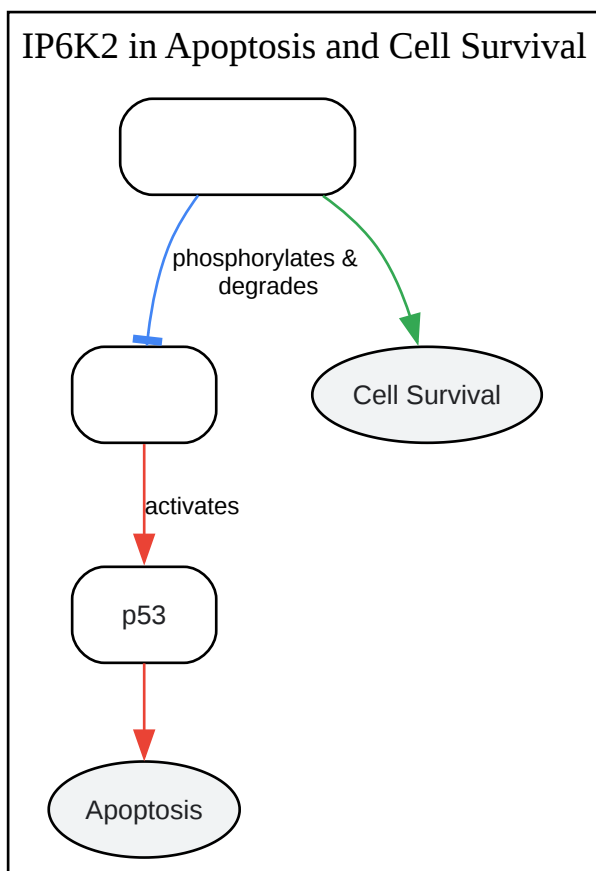 IP6K2 in Apoptosis and Cell Survival
phosphorylates &
degrades
Cell Survival
activates
p53
Apoptosis